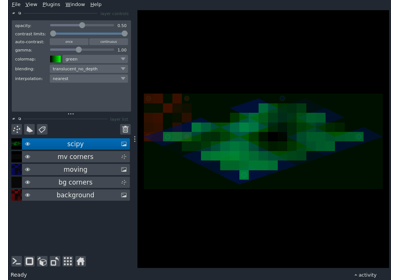 File View Plugins Window Help
layer controls
opacity: 0.50
contrast limits:
auto-contrast: once continuous
gamma: 1.00
colormap: green
blending: translucent_no_depth
interpolation: nearest
layer list
scipy
mv corners
moving
bg corners
background
Ready
activity